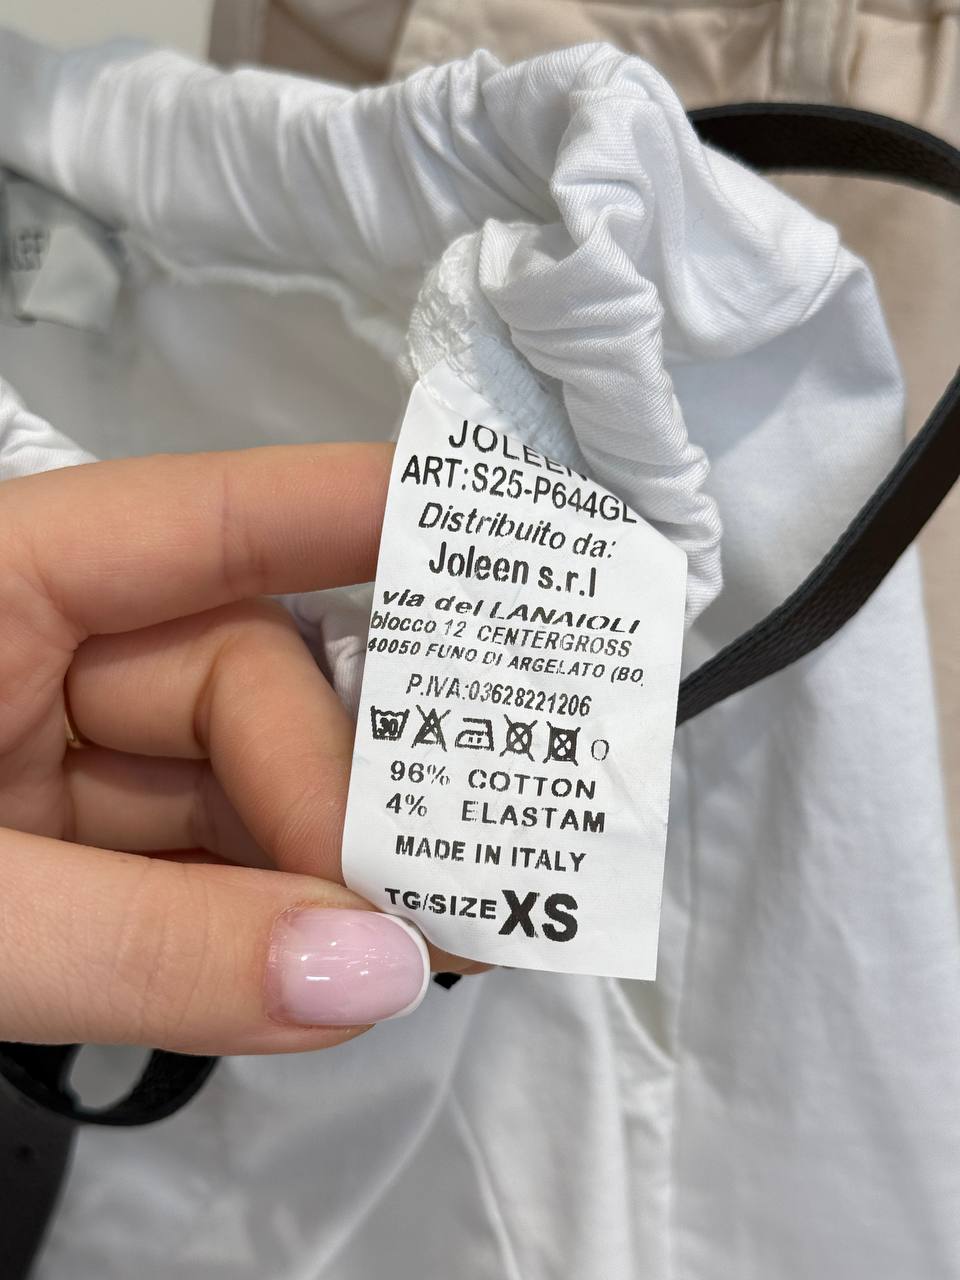 JOLEEN
ART:S25-P644GL
Distribuito da:
Joleen s.r.l
via dei LANAIOLI
blocco 12 CENTERGROSS
40050 FUNO DI ARGELATO (BO
P.IVA:03628221206
30
96% COTTON
4% ELASTAM
MADE IN ITALY
TG/SIZE XS